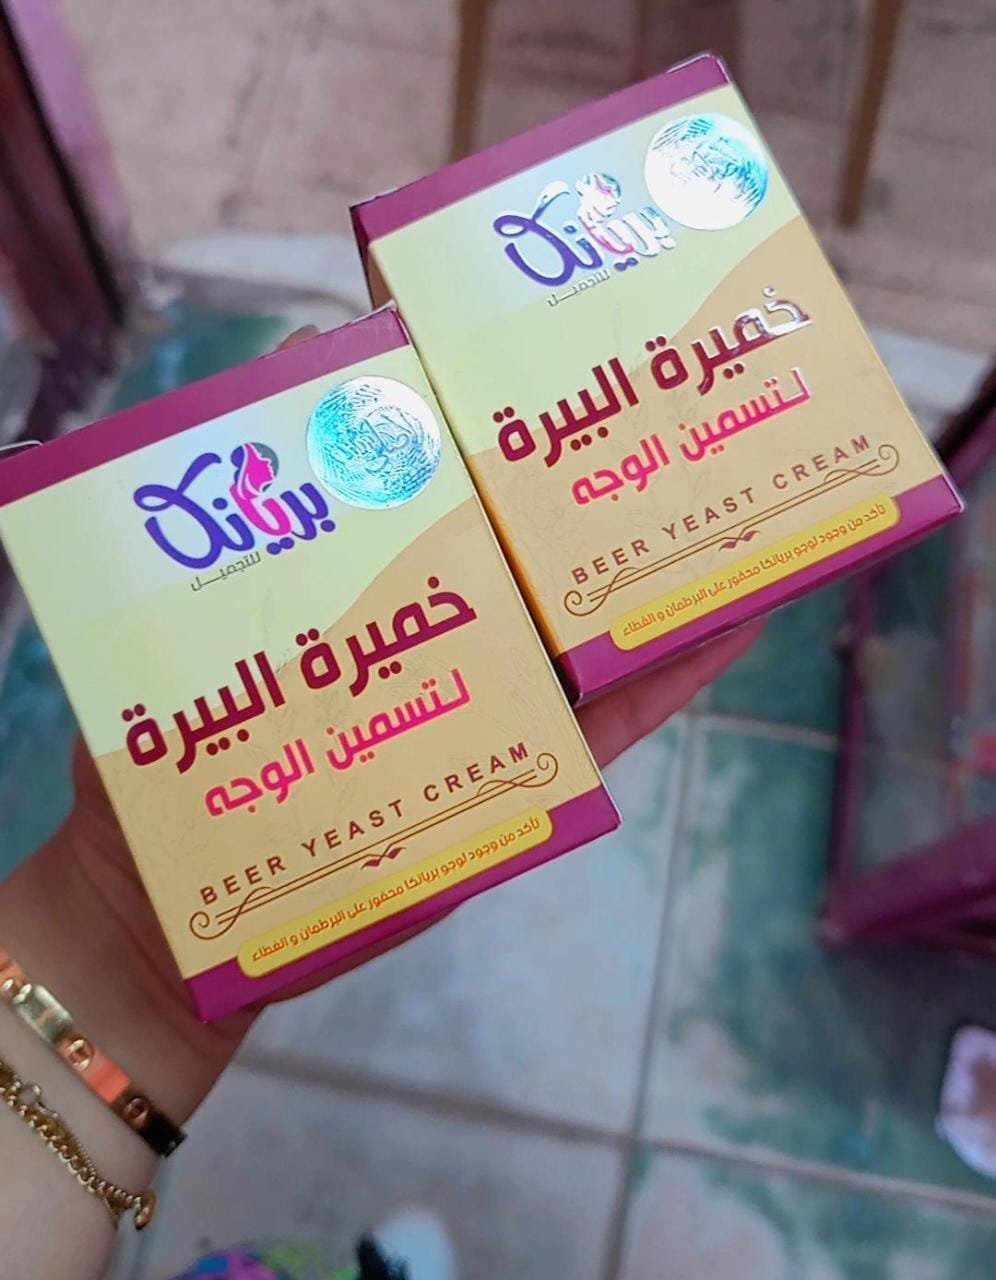 بريانكا
للتجميل
خميرة البيرة
لتسمين الوجه
BEER YEAST CREAM
تأكد من وجود لوجو بريانكا محفور على البرطمان و الغطاء
بريانكا
للتجميل
خميرة البيرة
لتسمين الوجه
BEER YEAST CREAM
تأكد من وجود لوجو بريانكا محفور على البرطمان و الغطاء